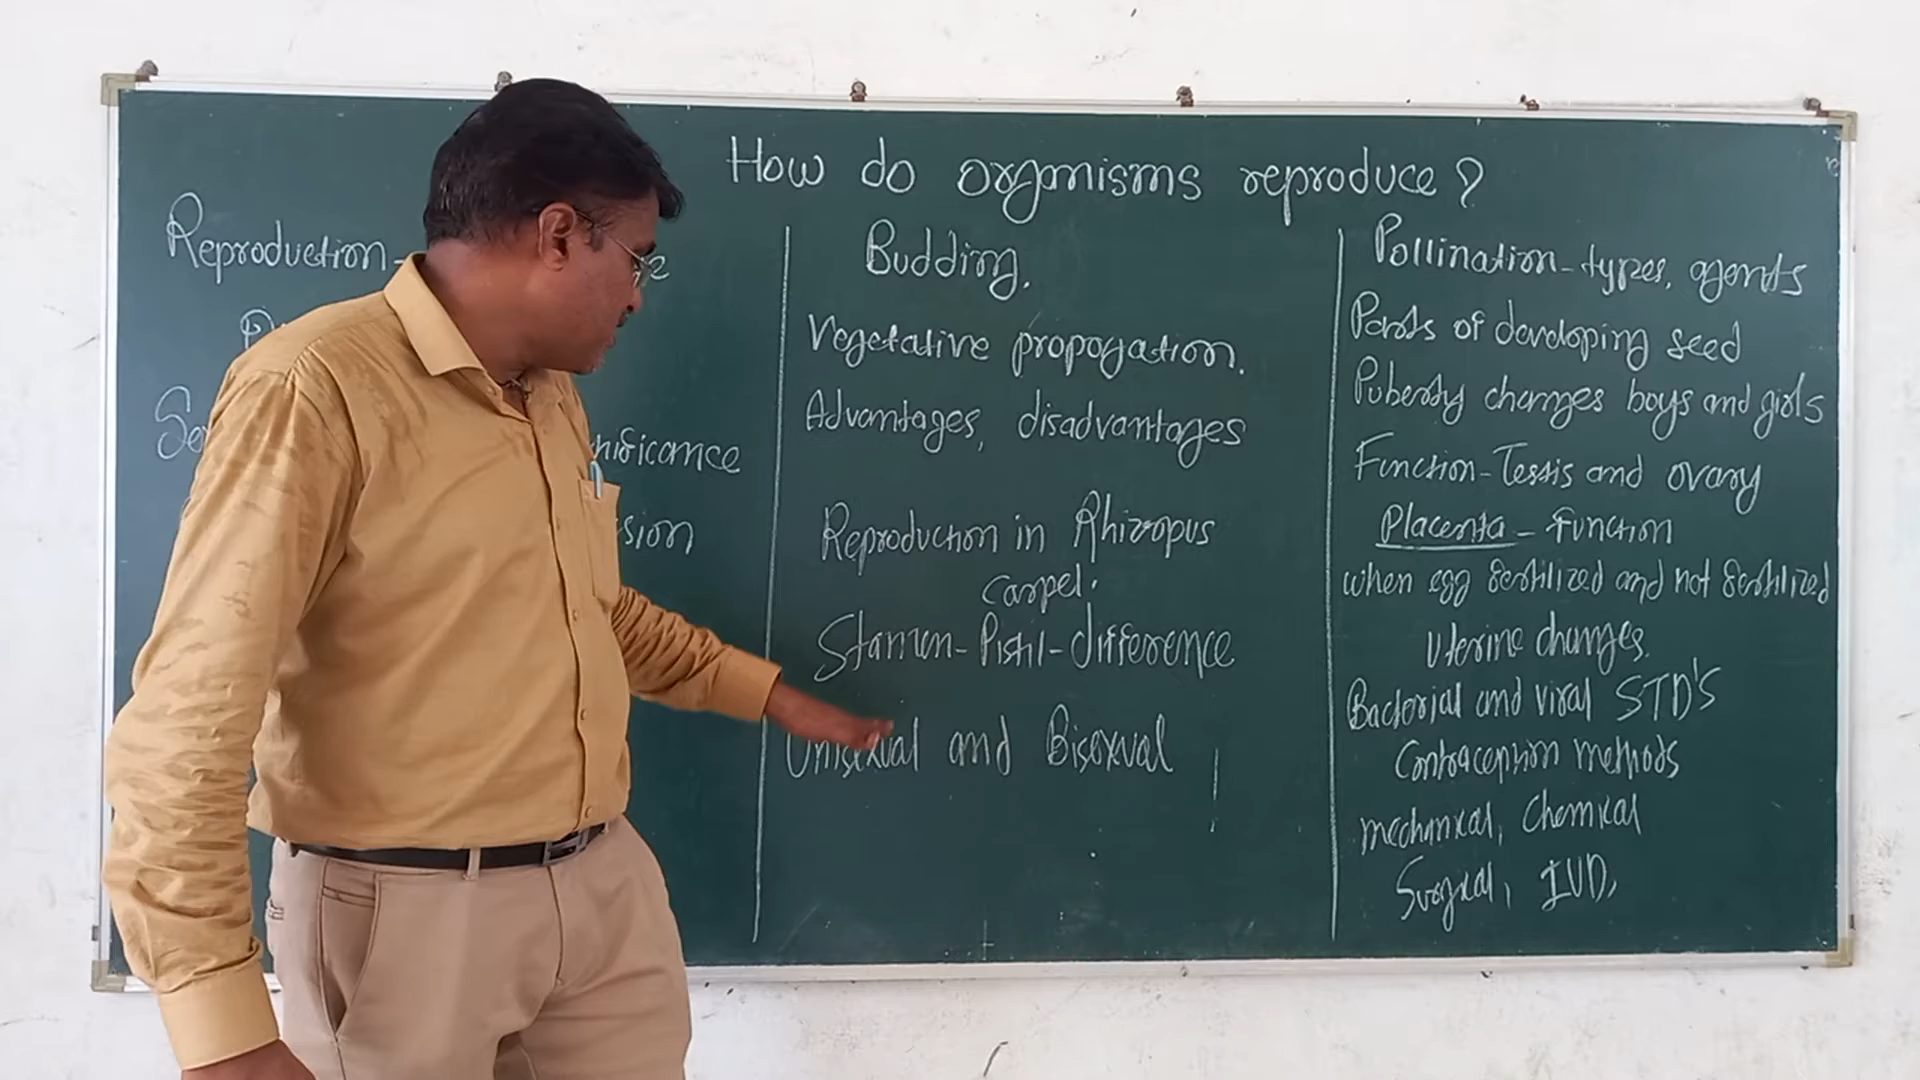 How do organisms reproduce?
Reproduction-
Budding.
Vegetative propogation.
Advantages, disadvantages
Reproduction in Rhizopus
carpel.
Stamen-Pistil-difference
Unisexual and Bisexual
Pollination-types, agents
Parts of developing seed
Puberty changes boys and girls
Function-Testis and ovary
Placenta-Function
when egg fertilized and not fertilized
Uterine changes.
Bacterial and viral STD'S
Contraception methods
mechanical, Chemical
Surgical, IUD,